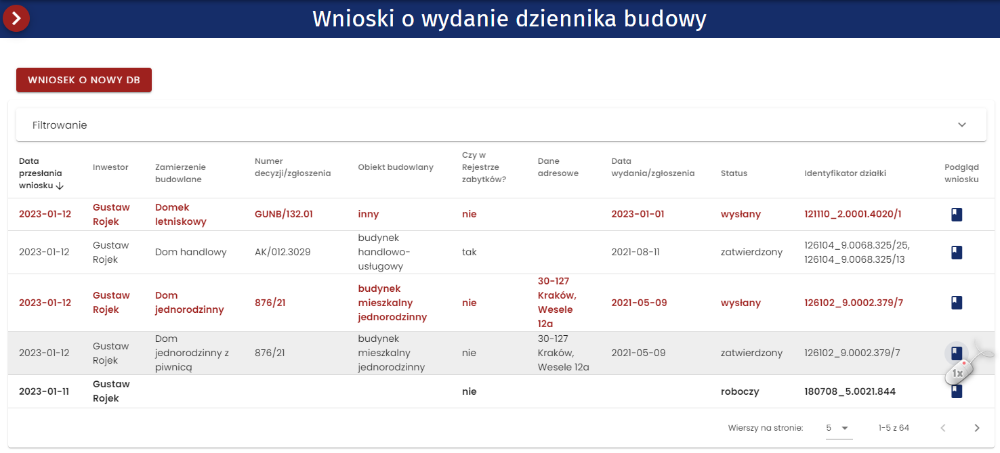 Wnioski o wydanie dziennika budowy
WNIOSEK O NOWY DB
Filtrowanie
Data
przesłania
wniosku
Inwestor
Zamierzenie
budowlane
Numer
decyzji/zgłoszenia
Obiekt budowlany
Czy w
Rejestrze
zabytków?
Dane
adresowe
Data
wydania/zgłoszenia
Status
Identyfikator działki
Podgląd
wniosku
2023-01-12
Gustaw
Rojek
Domek
letniskowy
GUNB/132.01
inny
nie
2023-01-01
wysłany
121110_2.0001.4020/1
2023-01-12
Gustaw
Rojek
Dom handlowy
AK/012.3029
budynek
handlowo-
usługowy
tak
2021-08-11
zatwierdzony
126104_9.0068.325/25,
126104_9.0068.325/13
2023-01-12
Gustaw
Rojek
Dom
jednorodzinny
876/21
budynek
mieszkalny
jednorodzinny
nie
30-127
Kraków,
Wesele
12a
2021-05-09
wysłany
126102_9.0002.379/7
2023-01-12
Gustaw
Rojek
Dom
jednorodzinny z
piwnicą
876/21
budynek
mieszkalny
jednorodzinny
nie
30-127
Kraków,
Wesele 12a
2021-05-09
zatwierdzony
126102_9.0002.379/7
1x
2023-01-11
Gustaw
Rojek
nie
roboczy
180708_5.0021.844
Wierszy na stronie:
5
1-5 z 64